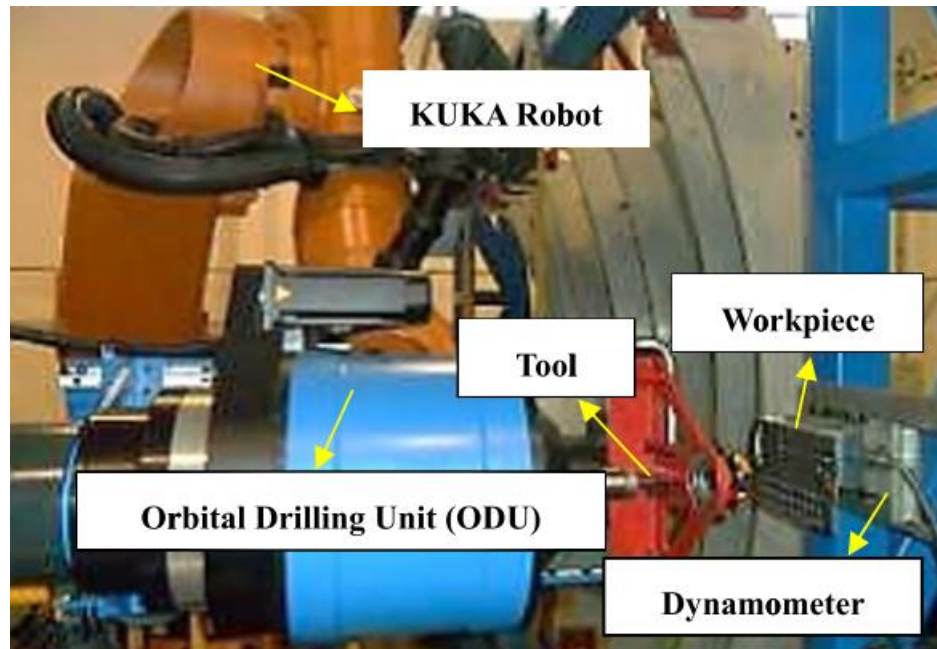 KUKA Robot
Workpiece
Tool
Orbital Drilling Unit (ODU)
Dynamometer